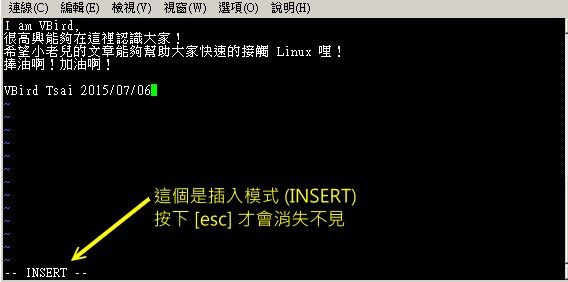 連線(C) 編輯(E) 檢視(V) 視窗(W) 選項(O) 說明(H)
I am VBird,
很高興能夠在這裡認識大家！
希望小老兒的文章能夠幫助大家快速的接觸 Linux 哩！
捧油啊！加油啊！
VBird Tsai 2015/07/06
~
~
~
~
~
~
~
~
~
~
~
~
~
這個是插入模式 (INSERT)
按下 [esc] 才會消失不見
-- INSERT --